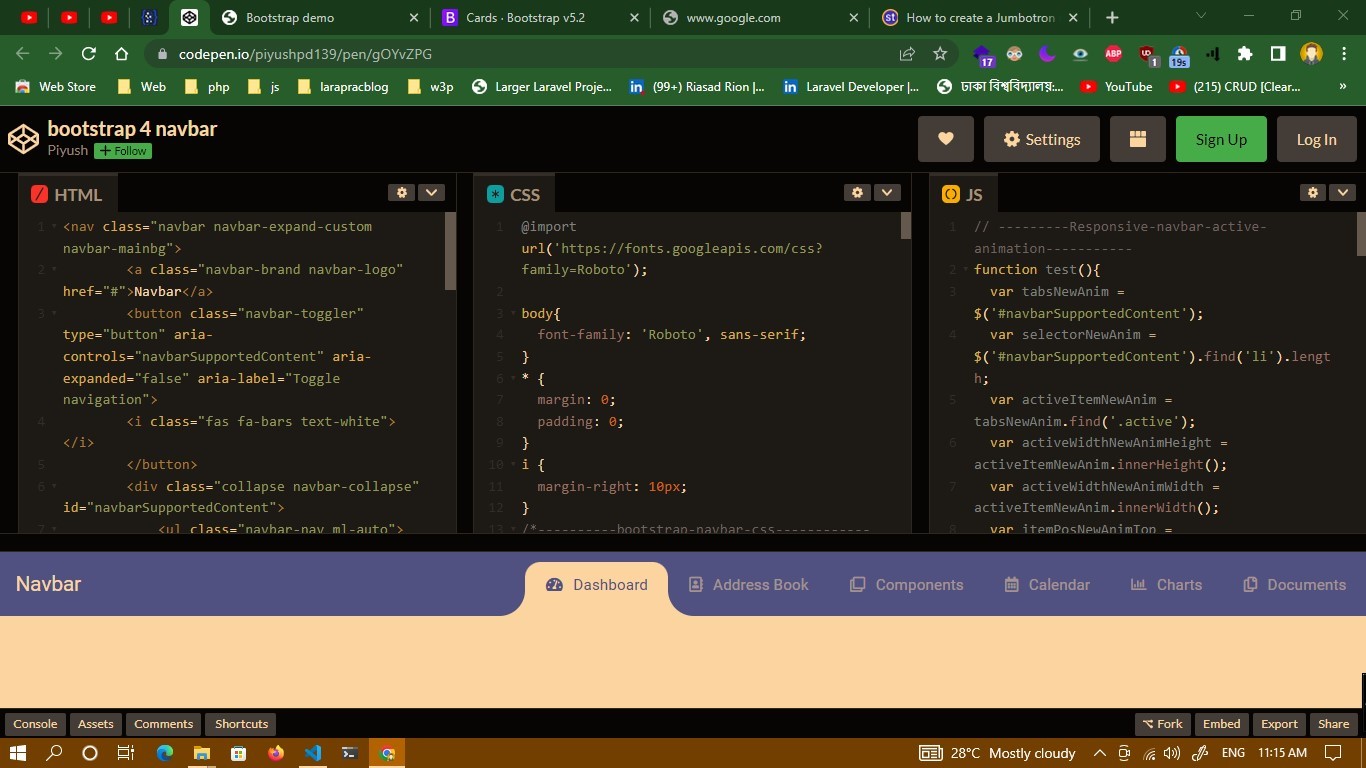 Bootstrap demo
Cards · Bootstrap v5.2
www.google.com
How to create a Jumbotron
codepen.io/piyushpd139/pen/gOYvZPG
17
ABP
1
19s
Web Store
Web
php
js
larapracblog
w3p
Larger Laravel Proje...
(99+) Riasad Rion |...
Laravel Developer |...
ঢাকা বিশ্ববিদ্যালয়:...
YouTube
(215) CRUD [Clear...
»
bootstrap 4 navbar
Piyush + Follow
Settings
Sign Up
Log In
HTML
1 <nav class="navbar navbar-expand-custom
navbar-mainbg">
2 <a class="navbar-brand navbar-logo"
href="#">Navbar</a>
3 <button class="navbar-toggler"
type="button" aria-
controls="navbarSupportedContent" aria-
expanded="false" aria-label="Toggle
navigation">
4 <i class="fas fa-bars text-white">
</i>
5 </button>
6 <div class="collapse navbar-collapse"
id="navbarSupportedContent">
7 <ul class="navbar-nav ml-auto">
CSS
1 @import
url('https://fonts.googleapis.com/css?
family=Roboto');
2
3 body{
4 font-family: 'Roboto', sans-serif;
5 }
6 * {
7 margin: 0;
8 padding: 0;
9 }
10 i {
11 margin-right: 10px;
12 }
13 /*----------bootstrap-navbar-css------------
JS
1 // ---------Responsive-navbar-active-
animation-----------
2 function test(){
3 var tabsNewAnim =
$('#navbarSupportedContent');
4 var selectorNewAnim =
$('#navbarSupportedContent').find('li').lengt
h;
5 var activeItemNewAnim =
tabsNewAnim.find('.active');
6 var activeWidthNewAnimHeight =
activeItemNewAnim.innerHeight();
7 var activeWidthNewAnimWidth =
activeItemNewAnim.innerWidth();
8 var itemPosNewAnimTop =
Navbar
Dashboard
Address Book
Components
Calendar
Charts
Documents
Console
Assets
Comments
Shortcuts
Fork
Embed
Export
Share
28°C Mostly cloudy
ENG
11:15 AM